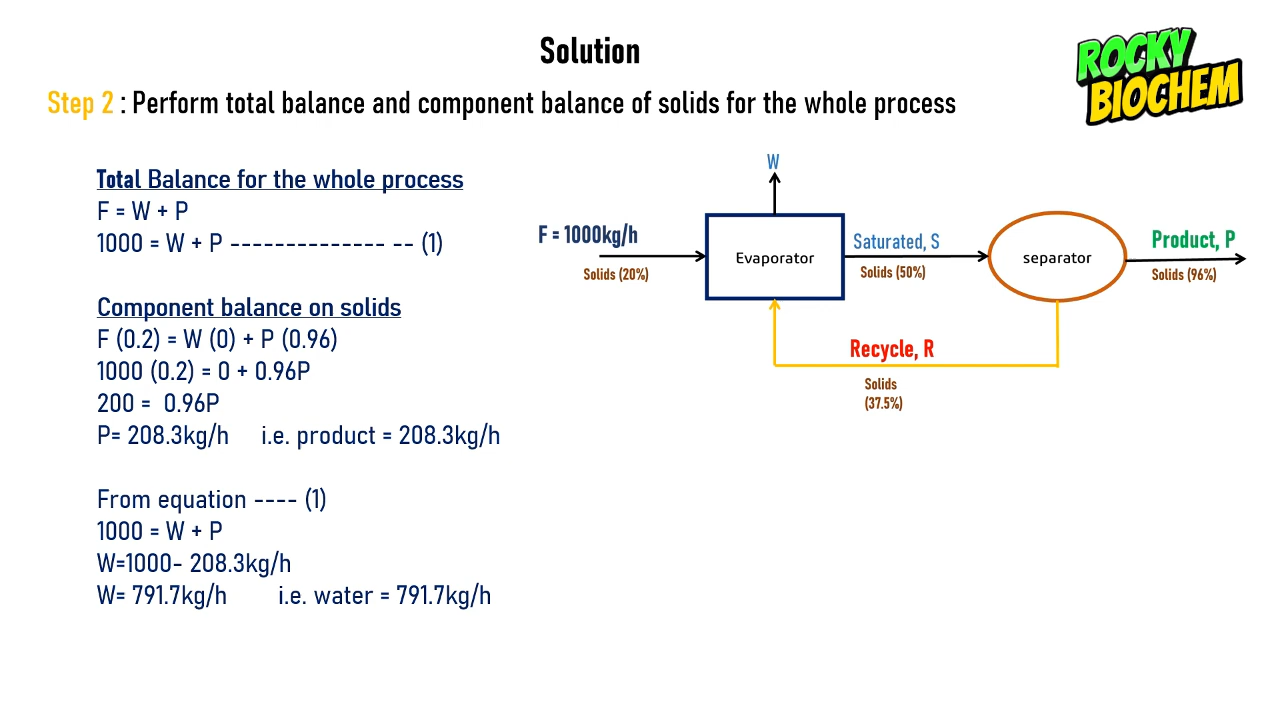 Solution
ROCKY
BIOCHEM
Step 2 : Perform total balance and component balance of solids for the whole process
Total Balance for the whole process
F = W + P
1000 = W + P -------------- -- (1)
Component balance on solids
F (0.2) = W (0) + P (0.96)
1000 (0.2) = 0 + 0.96P
200 = 0.96P
P= 208.3kg/h i.e. product = 208.3kg/h
From equation ---- (1)
1000 = W + P
W=1000- 208.3kg/h
W= 791.7kg/h i.e. water = 791.7kg/h
W
F = 1000kg/h
Solids (20%)
Evaporator
Saturated, S
Solids (50%)
separator
Product, P
Solids (96%)
Recycle, R
Solids
(37.5%)